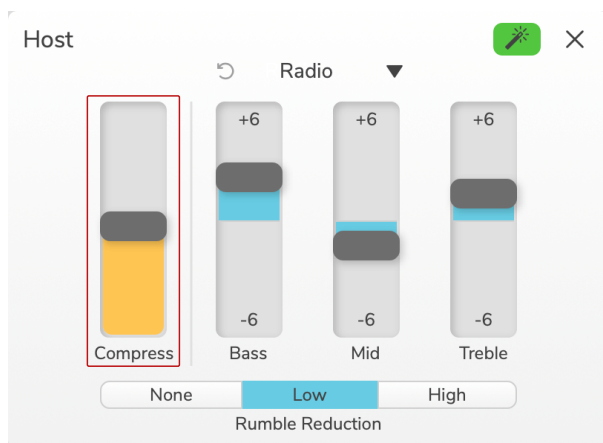 Host
Radio
+6 +6 +6
-6 -6 -6
Compress Bass Mid Treble
None Low High
Rumble Reduction